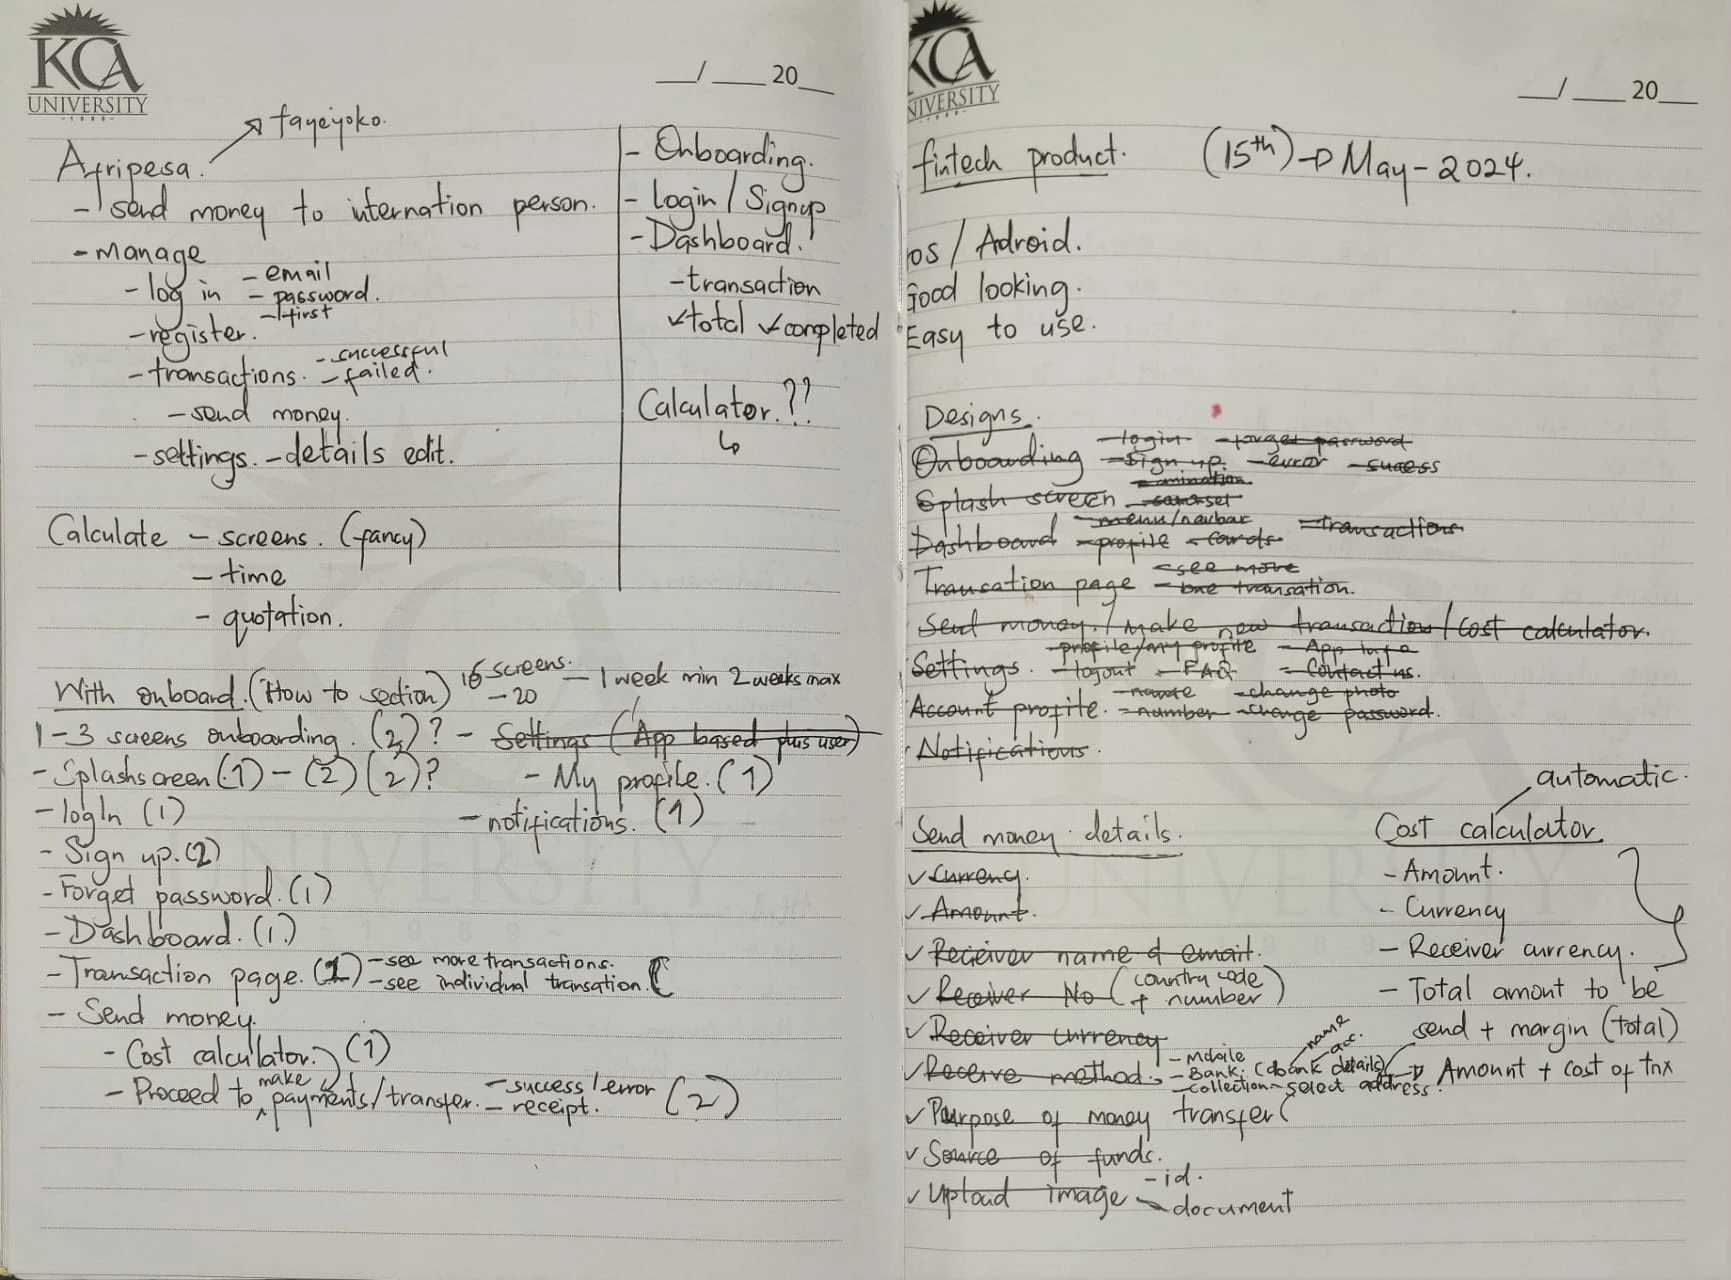 KCA
UNIVERSITY
- 1989 -
__/ ___ 20__
tayeyoko.
Afripesa.
- send money to internation person.
- manage
- log in - email
- password.
- first
- register.
- transactions. - successful
- failed.
- send money.
- settings. - details edit.
Calculate - screens. (fancy)
- time
- quotation.
- Onboarding.
- Login / Signup
- Dashboard.
- transaction
✓ total ✓ completed
Calculator.??
With onboard. (How to section) 16 screens. - 1 week min 2 weeks max
- 20
1-3 screens onboarding. (2)? - Settings (App based plus user)
- Splashscreen (1) - (2) (2)? - My profile. (1)
- logIn (1) - notifications. (1)
- Sign up. (2)
- Forget password. (1)
- Dashboard. (1)
- Transaction page. (1) - see more transactions.
- see individual transation. (
- Send money.
- Cost calculator. (1)
- Proceed to make payments/transfer. - success/error (2)
- receipt.
KCA
NIVERSITY
__/ ___ 20__
fintech product. (15th) → May - 2024.
ios / Adroid.
Good looking.
Easy to use.
Designs.
Onboarding - login - forget password
- Sign up. - error - sucess
Splash screen
Dashboard - menu/navbar - transactions
- profile - cards
Transcation page - see more
- one transation.
Send money. / Make new transaction / cost calculator.
Settings. - profile/my profile - App info
- logout - FAQ - Contact us.
Account profile. - name - change photo
- number - change password.
Notifications.
Send money details.
✓ Currency.
✓ Amount.
✓ Reciever name & email.
✓ Receiver No (country code + number)
✓ Receiver currency
✓ Receive method. - Mobile
- Bank. (bank details) name acc.
- Collection - select address.
✓ Purpose of money transfer (
✓ Source of funds.
✓ Upload image - id.
- document
automatic.
Cost calculator
- Amount.
- Currency
- Receiver currency.
- Total amont to be
send + margin (total)
→ Amount + cost of tnx